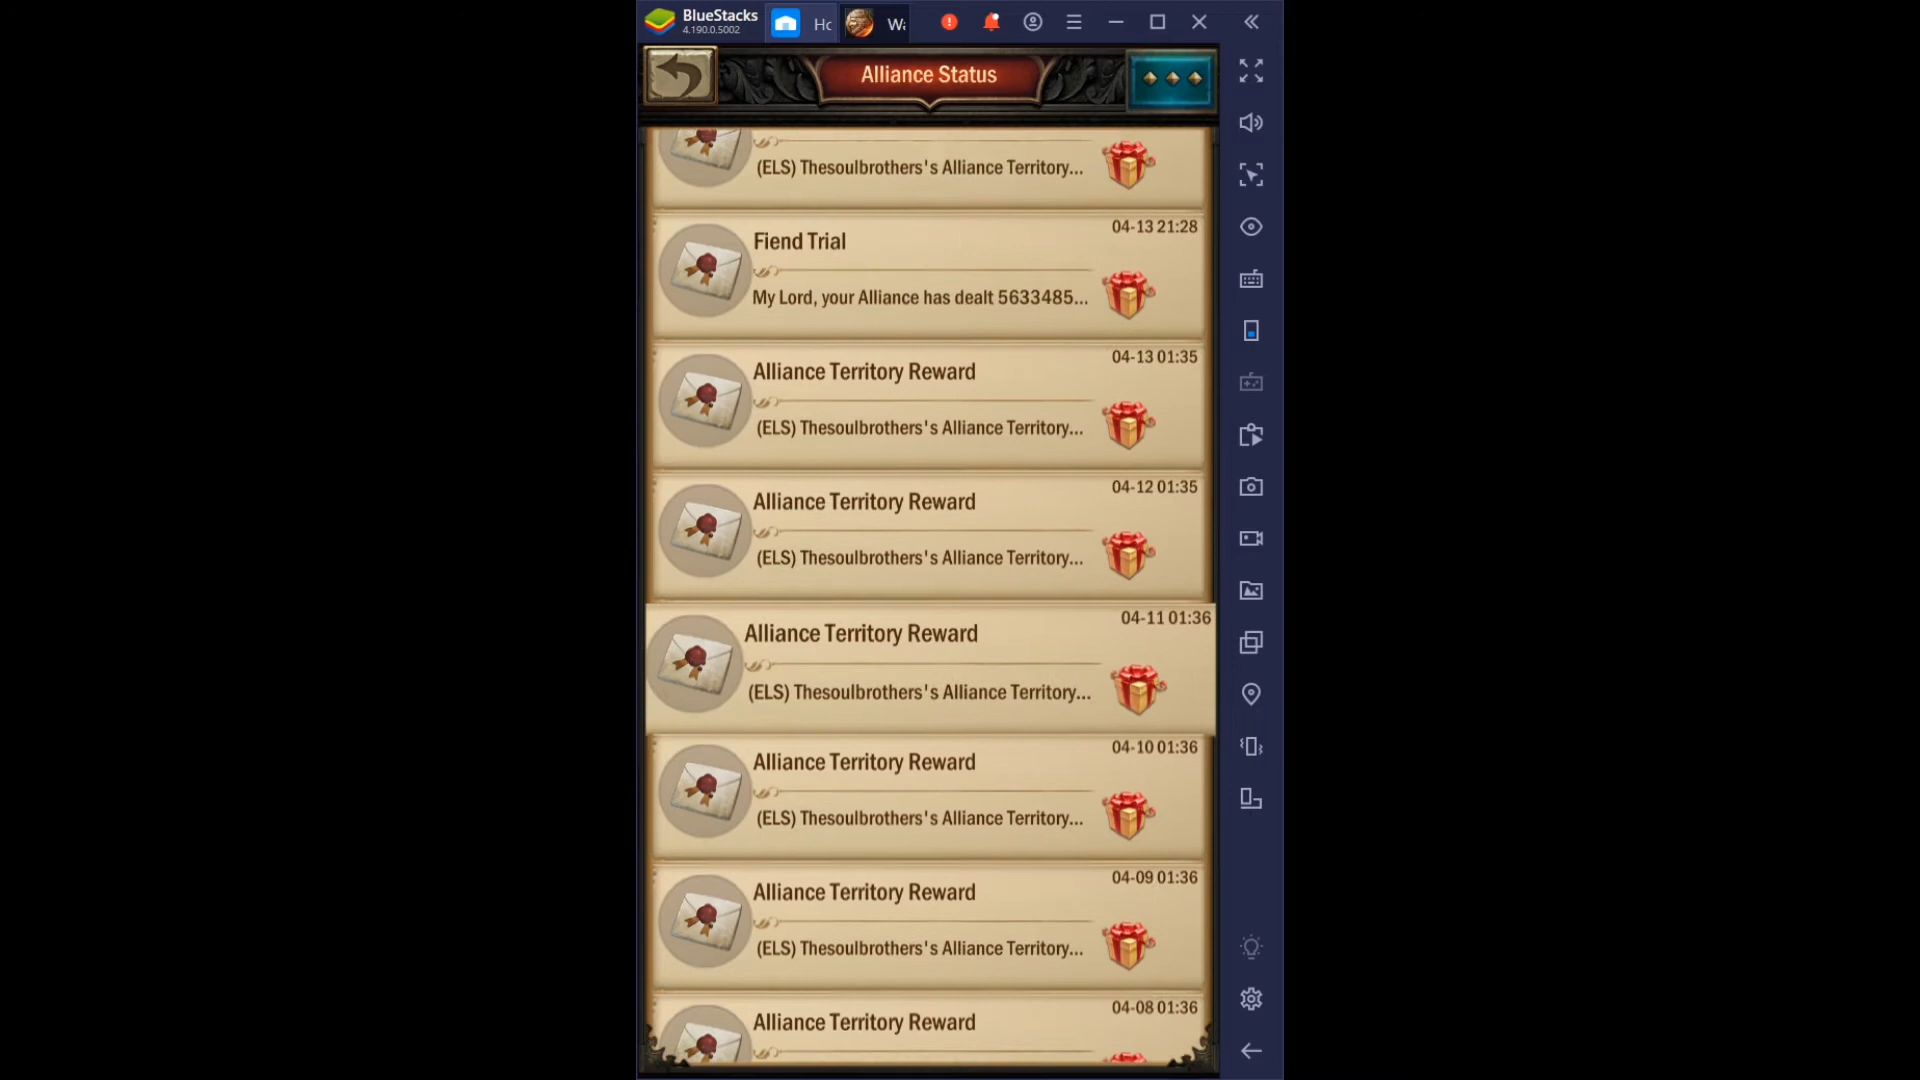 BlueStacks
4.190.0.5002
Hc
Alliance Status
(ELS) Thesoulbrothers's Alliance Territory...
04-13 21:28
Fiend Trial
My Lord, your Alliance has dealt 5633485...
04-13 01:35
Alliance Territory Reward
(ELS) Thesoulbrothers's Alliance Territory...
04-12 01:35
Alliance Territory Reward
(ELS) Thesoulbrothers's Alliance Territory...
04-11 01:36
Alliance Territory Reward
(ELS) Thesoulbrothers's Alliance Territory...
04-10 01:36
Alliance Territory Reward
(ELS) Thesoulbrothers's Alliance Territory...
04-09 01:36
Alliance Territory Reward
(ELS) Thesoulbrothers's Alliance Territory...
04-08 01:36
Alliance Territory Reward